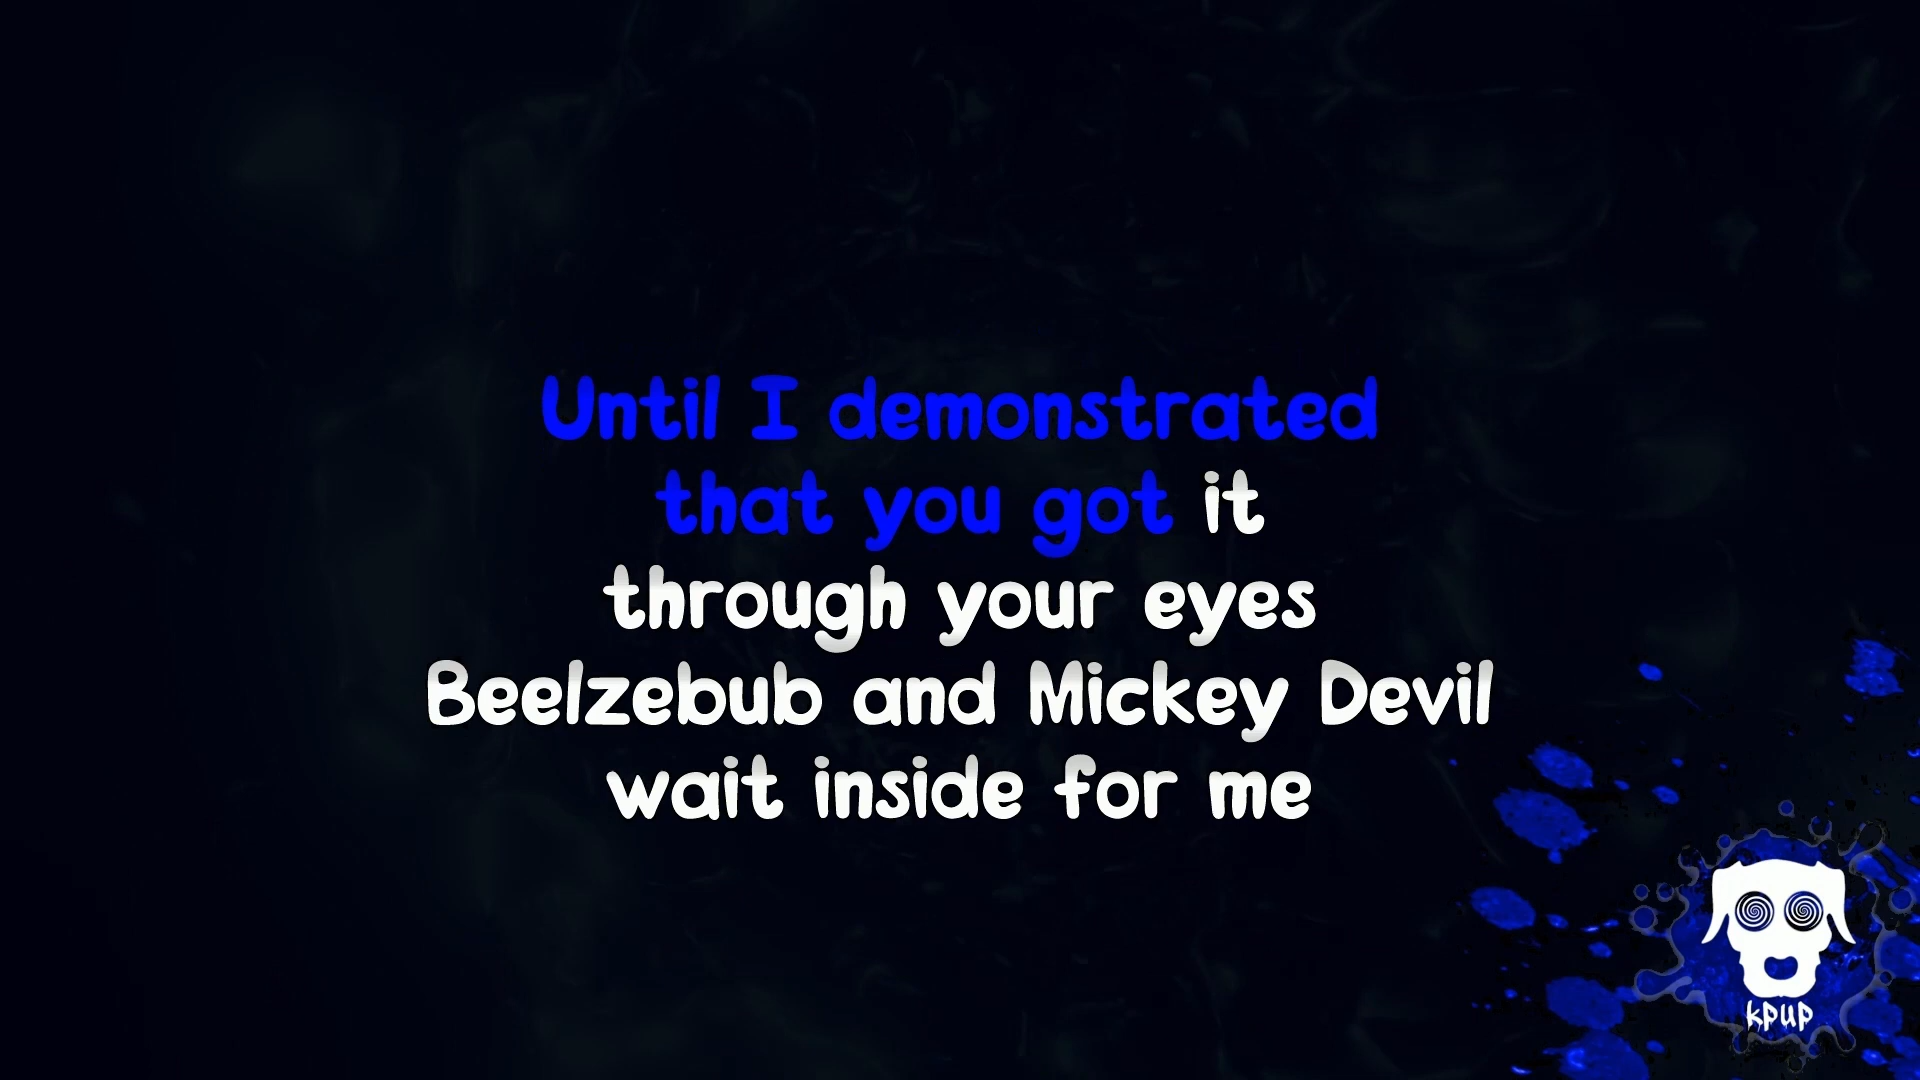 Until I demonstrated
that you got it
through your eyes
Beelzebub and Mickey Devil
wait inside for me
kpup